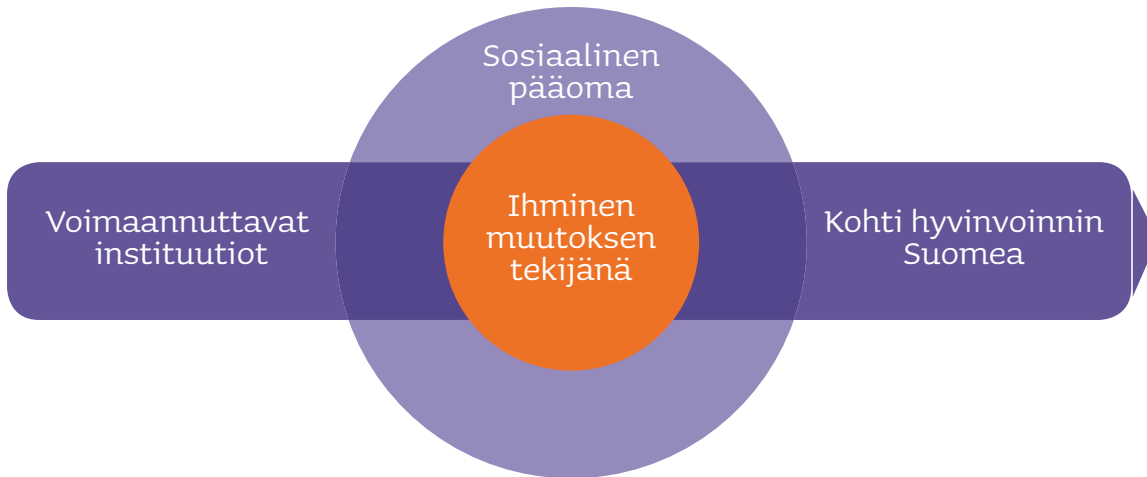 Sosiaalinen
pääoma
Voimaannuttavat
instituutiot
Ihminen
muutoksen
tekijänä
Kohti hyvinvoinnin
Suomea